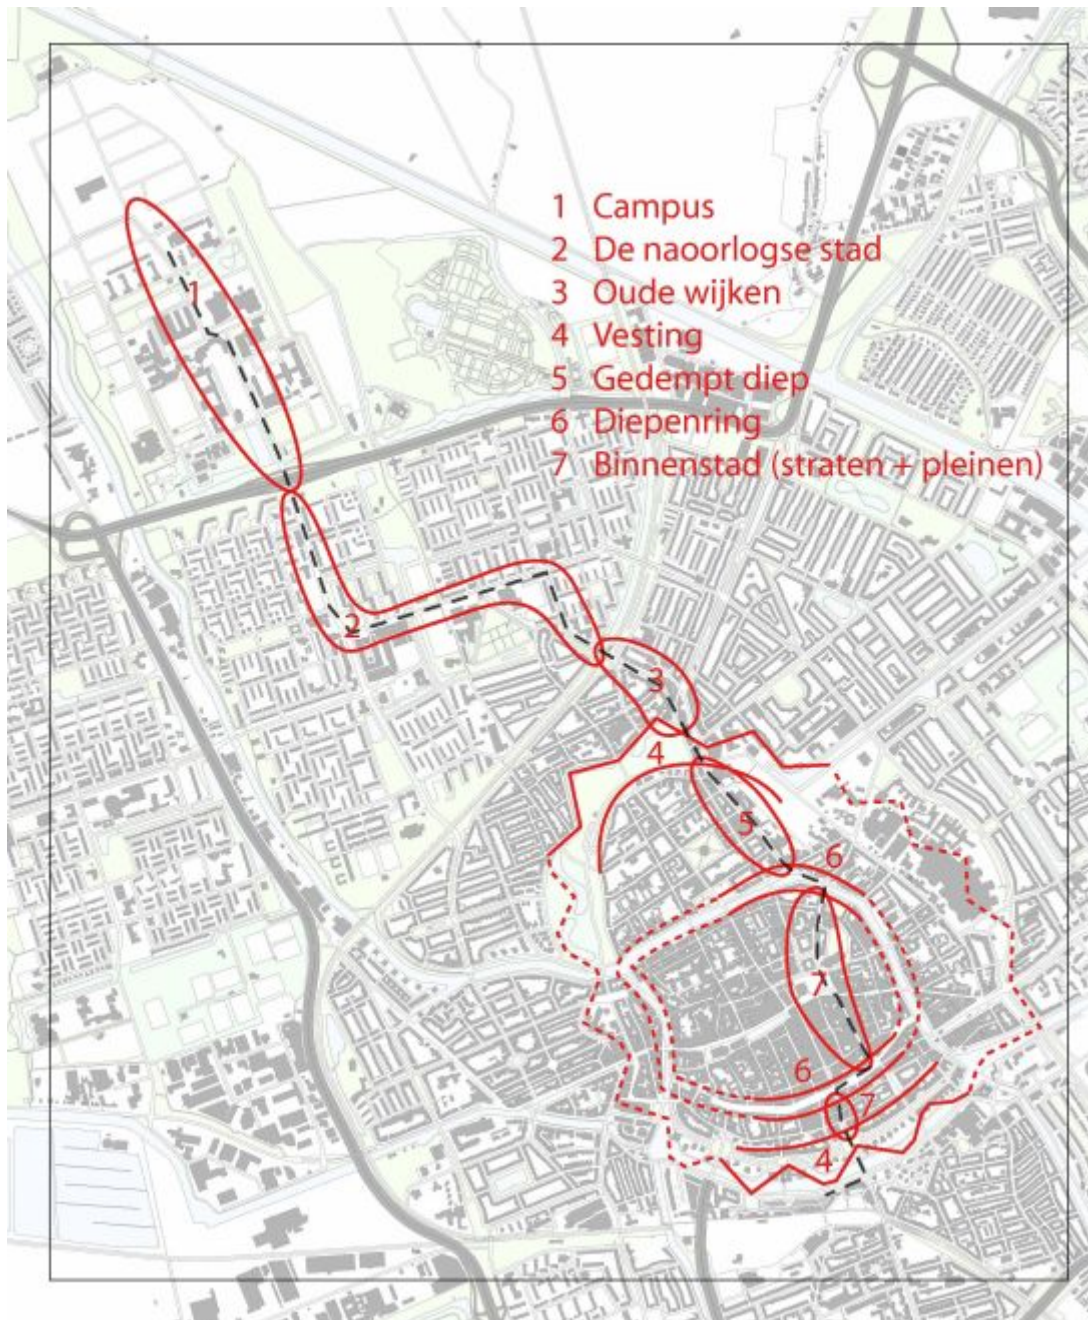 1 Campus
2 De naoorlogse stad
3 Oude wijken
4 Vesting
5 Gedempt diep
6 Diepenring
7 Binnenstad (straten + pleinen)
1
2
3
4
5
6
7
6
7
4